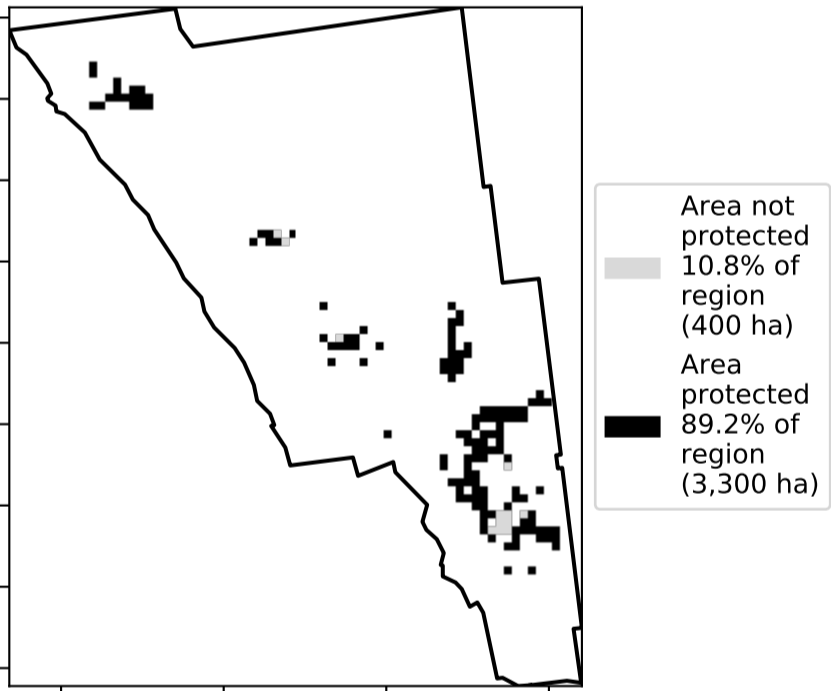 Area not
protected
10.8% of
region
(400 ha)
Area
protected
89.2% of
region
(3,300 ha)